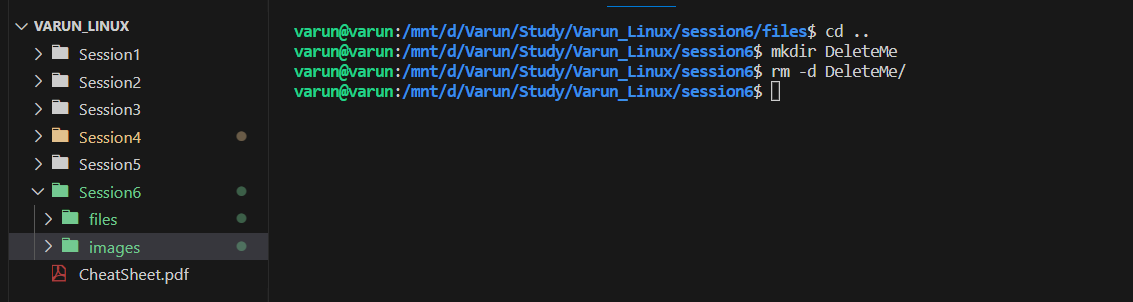 VARUN_LINUX
Session1
Session2
Session3
Session4
Session5
Session6
files
images
CheatSheet.pdf
varun@varun:/mnt/d/Varun/Study/Varun_Linux/session6/files$ cd ..
varun@varun:/mnt/d/Varun/Study/Varun_Linux/session6$ mkdir DeleteMe
varun@varun:/mnt/d/Varun/Study/Varun_Linux/session6$ rm -d DeleteMe/
varun@varun:/mnt/d/Varun/Study/Varun_Linux/session6$